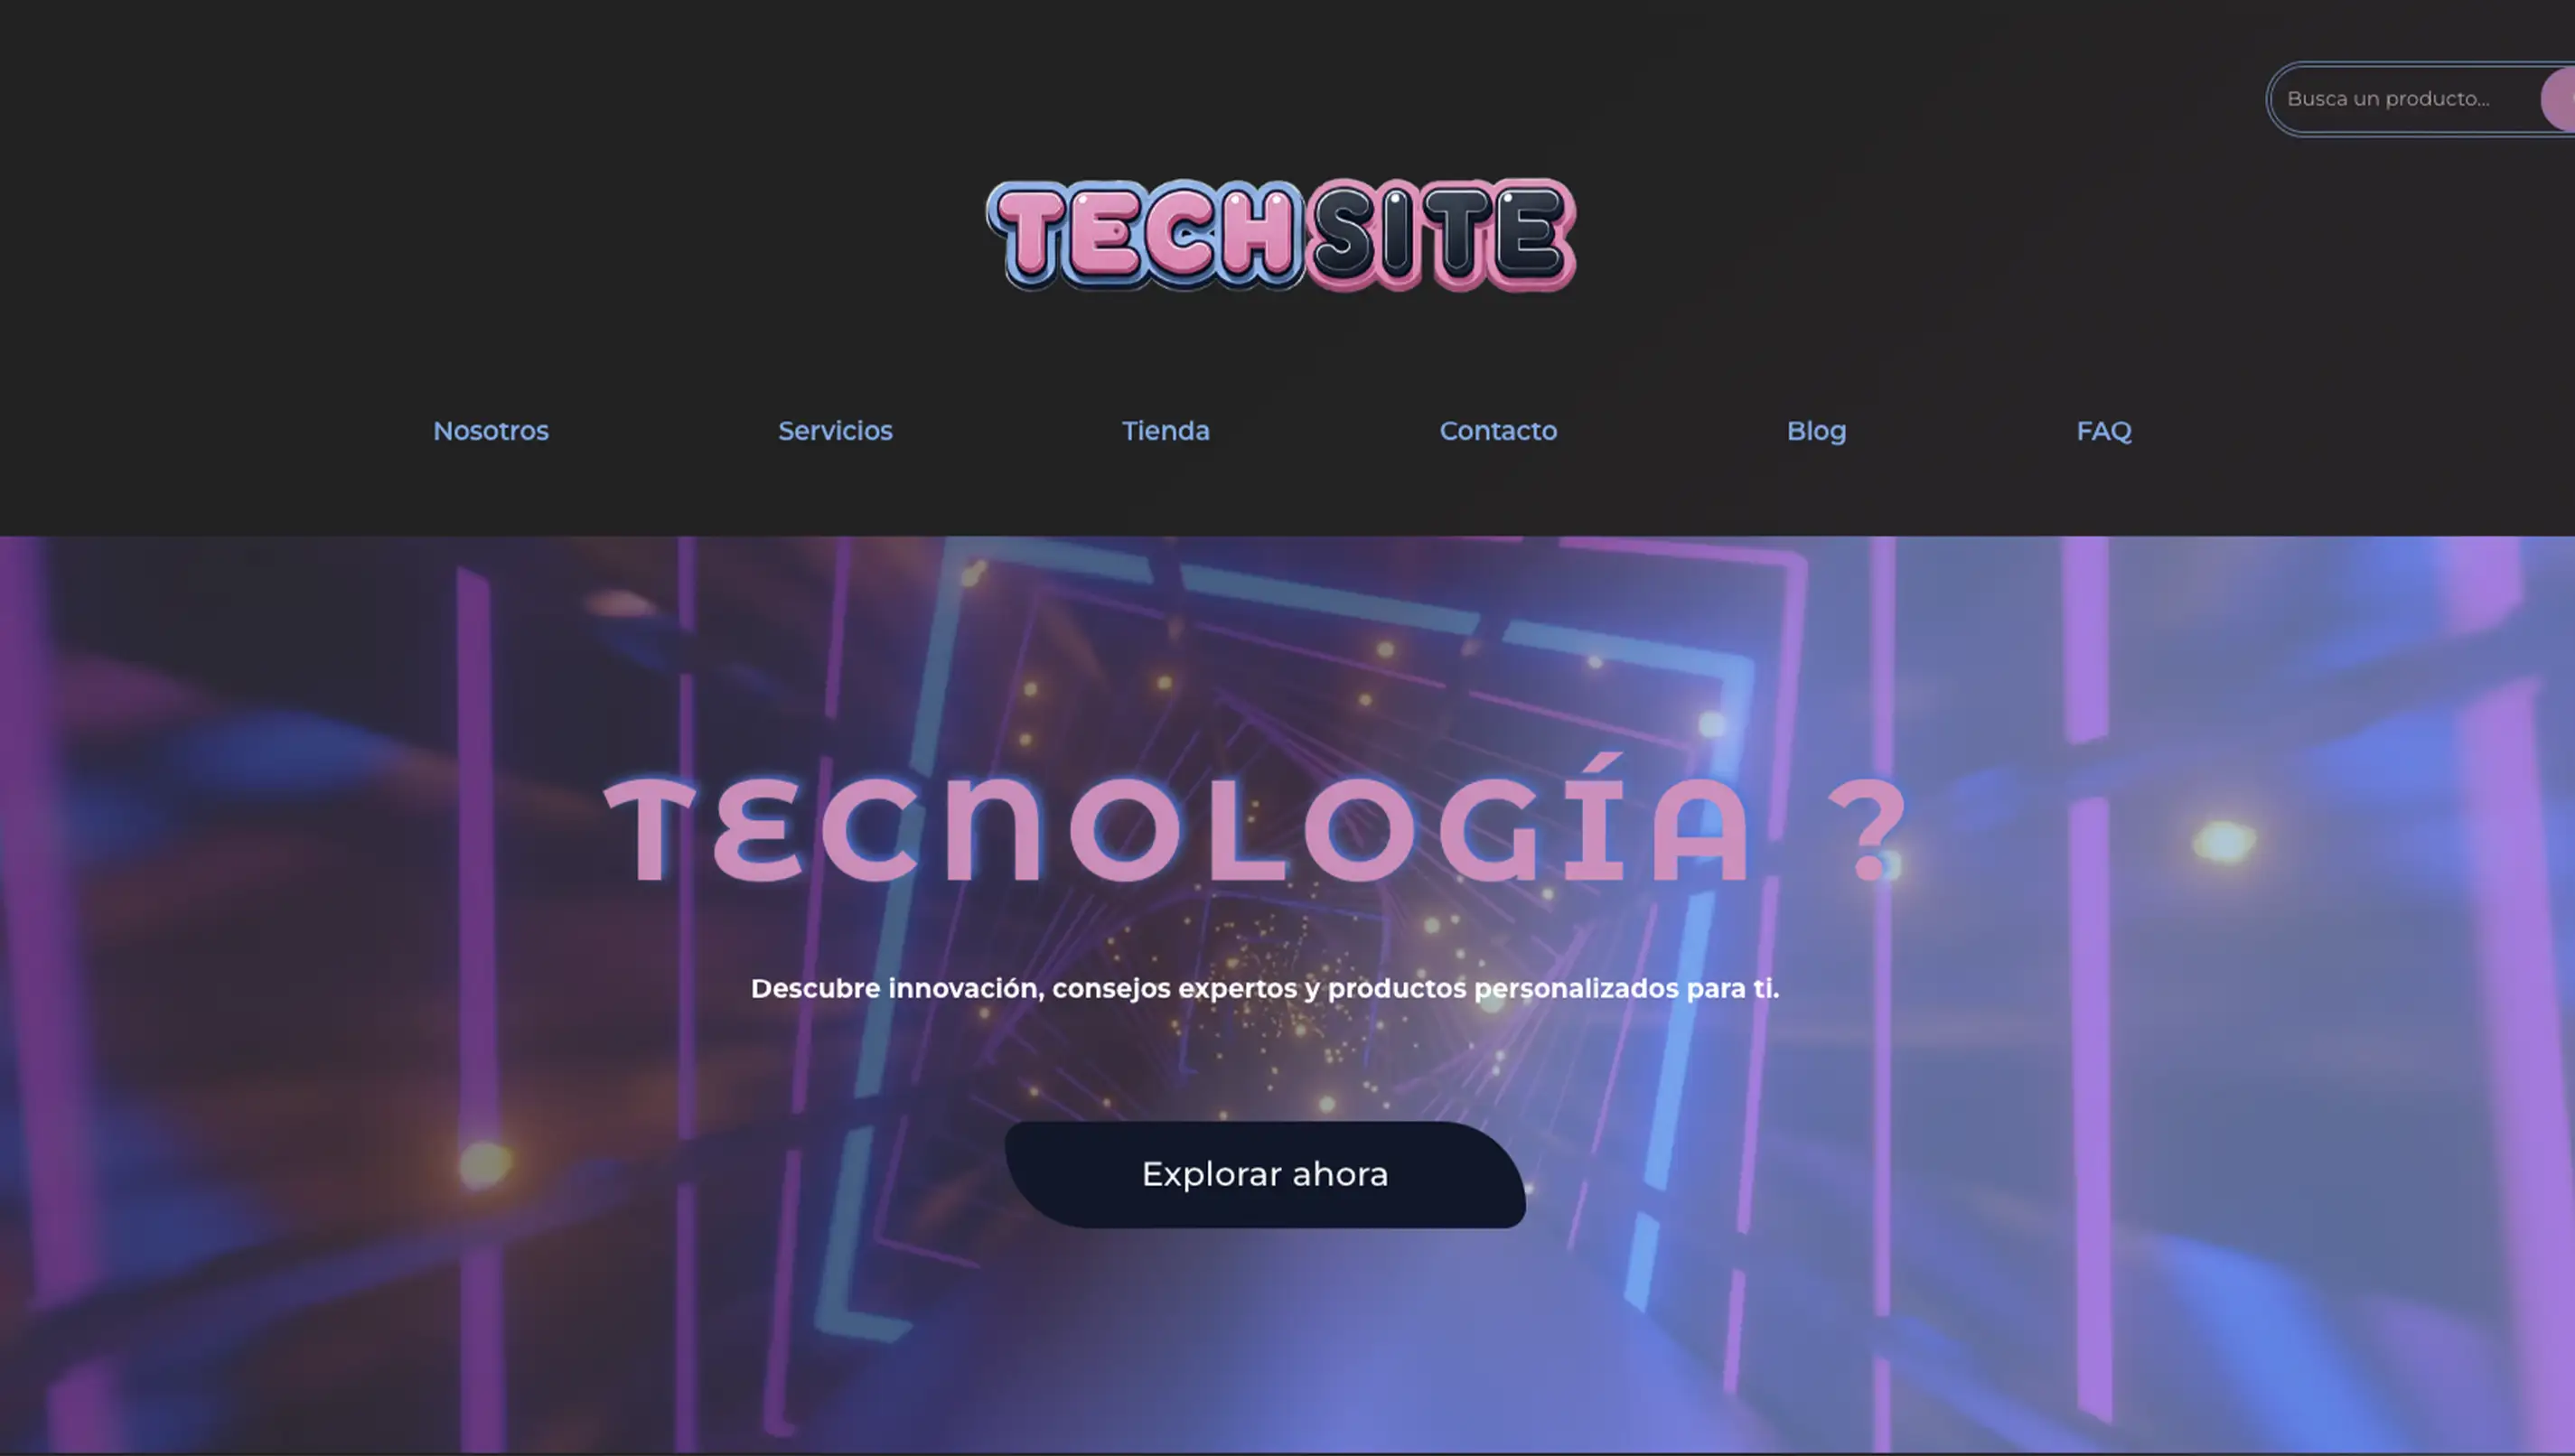 Busca un producto...
TECHSITE
Nosotros Servicios Tienda Contacto Blog FAQ
TECNOLOGÍA ?
Descubre innovación, consejos expertos y productos personalizados para ti.
Explorar ahora